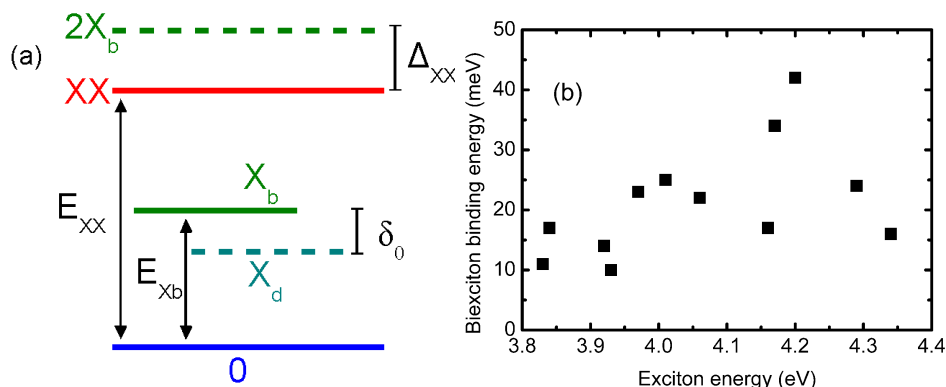 (a)
2X_b
Δ_XX
XX
X_b
E_XX
δ_0
E_Xb
X_d
0
(b)
Biexciton binding energy (meV)
50
40
30
20
10
0
3.8 3.9 4.0 4.1 4.2 4.3 4.4
Exciton energy (eV)